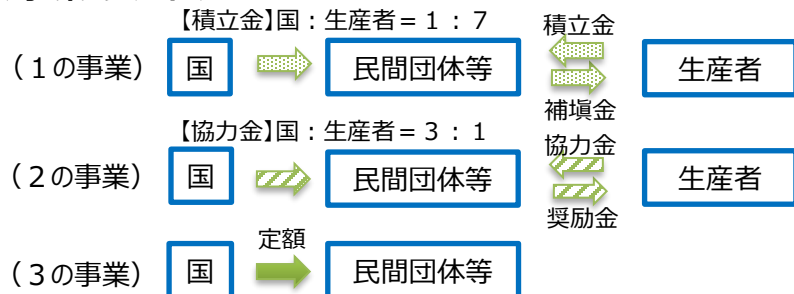 【積立金】国：生産者＝１：７
積立金
（１の事業） 国 民間団体等 生産者
補塡金
【協力金】国：生産者＝３：１
協力金
（２の事業） 国 民間団体等 生産者
奨励金
定額
（３の事業） 国 民間団体等